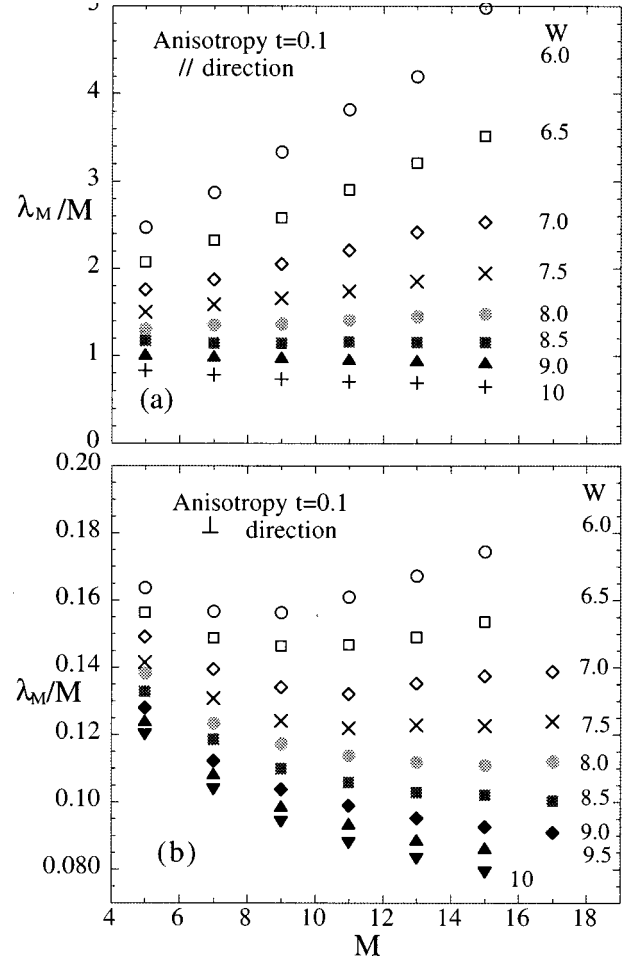 5
Anisotropy t=0.1
// direction
W
6.0
4
6.5
3
λM/M
7.0
2
7.5
8.0
8.5
1
9.0
10
(a)
0
0.20
Anisotropy t=0.1
⊥ direction
W
0.18
6.0
0.16
6.5
0.14
7.0
λM/M
7.5
0.12
8.0
8.5
0.10
9.0
(b)
9.5
0.080
10
4 6 8 10 12 14 16 18
M